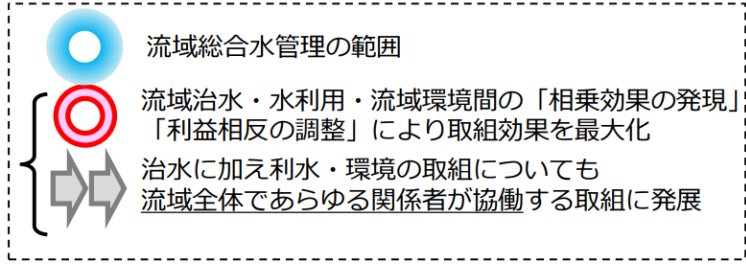 流域総合水管理の範囲
流域治水・水利用・流域環境間の「相乗効果の発現」
「利益相反の調整」により取組効果を最大化
治水に加え利水・環境の取組についても
流域全体であらゆる関係者が協働する取組に発展